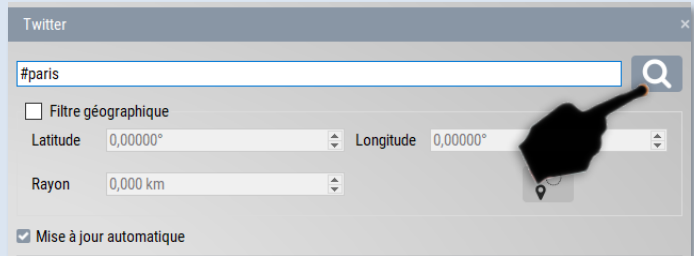 Twitter
#paris
Filtre géographique
Latitude 0,00000° Longitude 0,00000°
Rayon 0,000 km
Mise à jour automatique